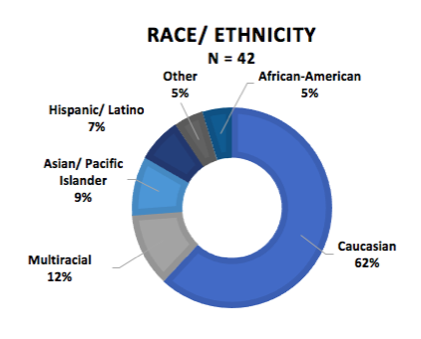 RACE/ ETHNICITY
N = 42
Other
5%
African-American
5%
Hispanic/ Latino
7%
Asian/ Pacific
Islander
9%
Multiracial
12%
Caucasian
62%